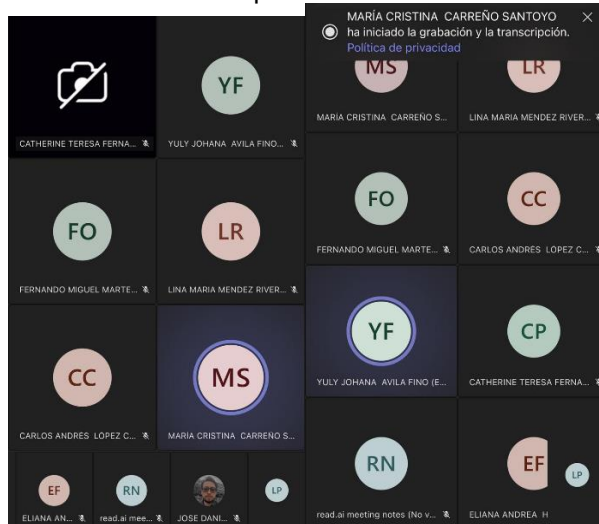 YF
CATHERINE TERESA FERNA...
YULY JOHANA AVILA FINO...
FO
LR
FERNANDO MIGUEL MARTE...
LINA MARIA MENDEZ RIVER...
CC
MS
CARLOS ANDRES LOPEZ C...
MARÍA CRISTINA CARREÑO S...
EF
RN
LP
ELIANA AN...
read.ai mee...
JOSE DANI...
MARÍA CRISTINA CARREÑO SANTOYO
ha iniciado la grabación y la transcripción.
Política de privacidad
MS
LR
MARÍA CRISTINA CARREÑO S...
LINA MARIA MENDEZ RIVER...
FO
CC
FERNANDO MIGUEL MARTE...
CARLOS ANDRES LOPEZ C...
YF
CP
YULY JOHANA AVILA FINO (E...
CATHERINE TERESA FERNA...
RN
EF
LP
read.ai meeting notes (No v...
ELIANA ANDREA H